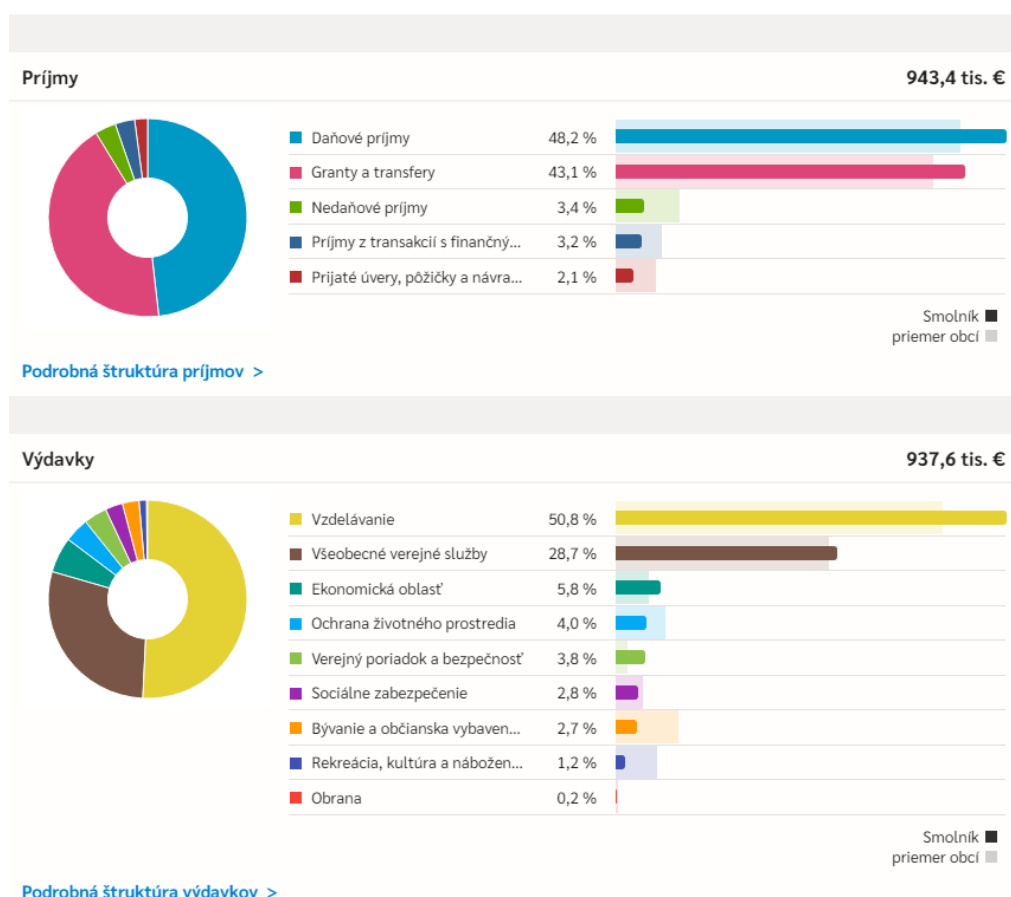 Príjmy 943,4 tis. €
Daňové príjmy 48,2 %
Granty a transfery 43,1 %
Nedaňové príjmy 3,4 %
Príjmy z transakcií s finančný... 3,2 %
Prijaté úvery, pôžičky a návra... 2,1 %
Smolník
priemer obcí
Podrobná štruktúra príjmov >
Výdavky 937,6 tis. €
Vzdelávanie 50,8 %
Všeobecné verejné služby 28,7 %
Ekonomická oblasť 5,8 %
Ochrana životného prostredia 4,0 %
Verejný poriadok a bezpečnosť 3,8 %
Sociálne zabezpečenie 2,8 %
Bývanie a občianska vybaven... 2,7 %
Rekreácia, kultúra a nábožen... 1,2 %
Obrana 0,2 %
Smolník
priemer obcí
Podrobná štruktúra výdavkov >